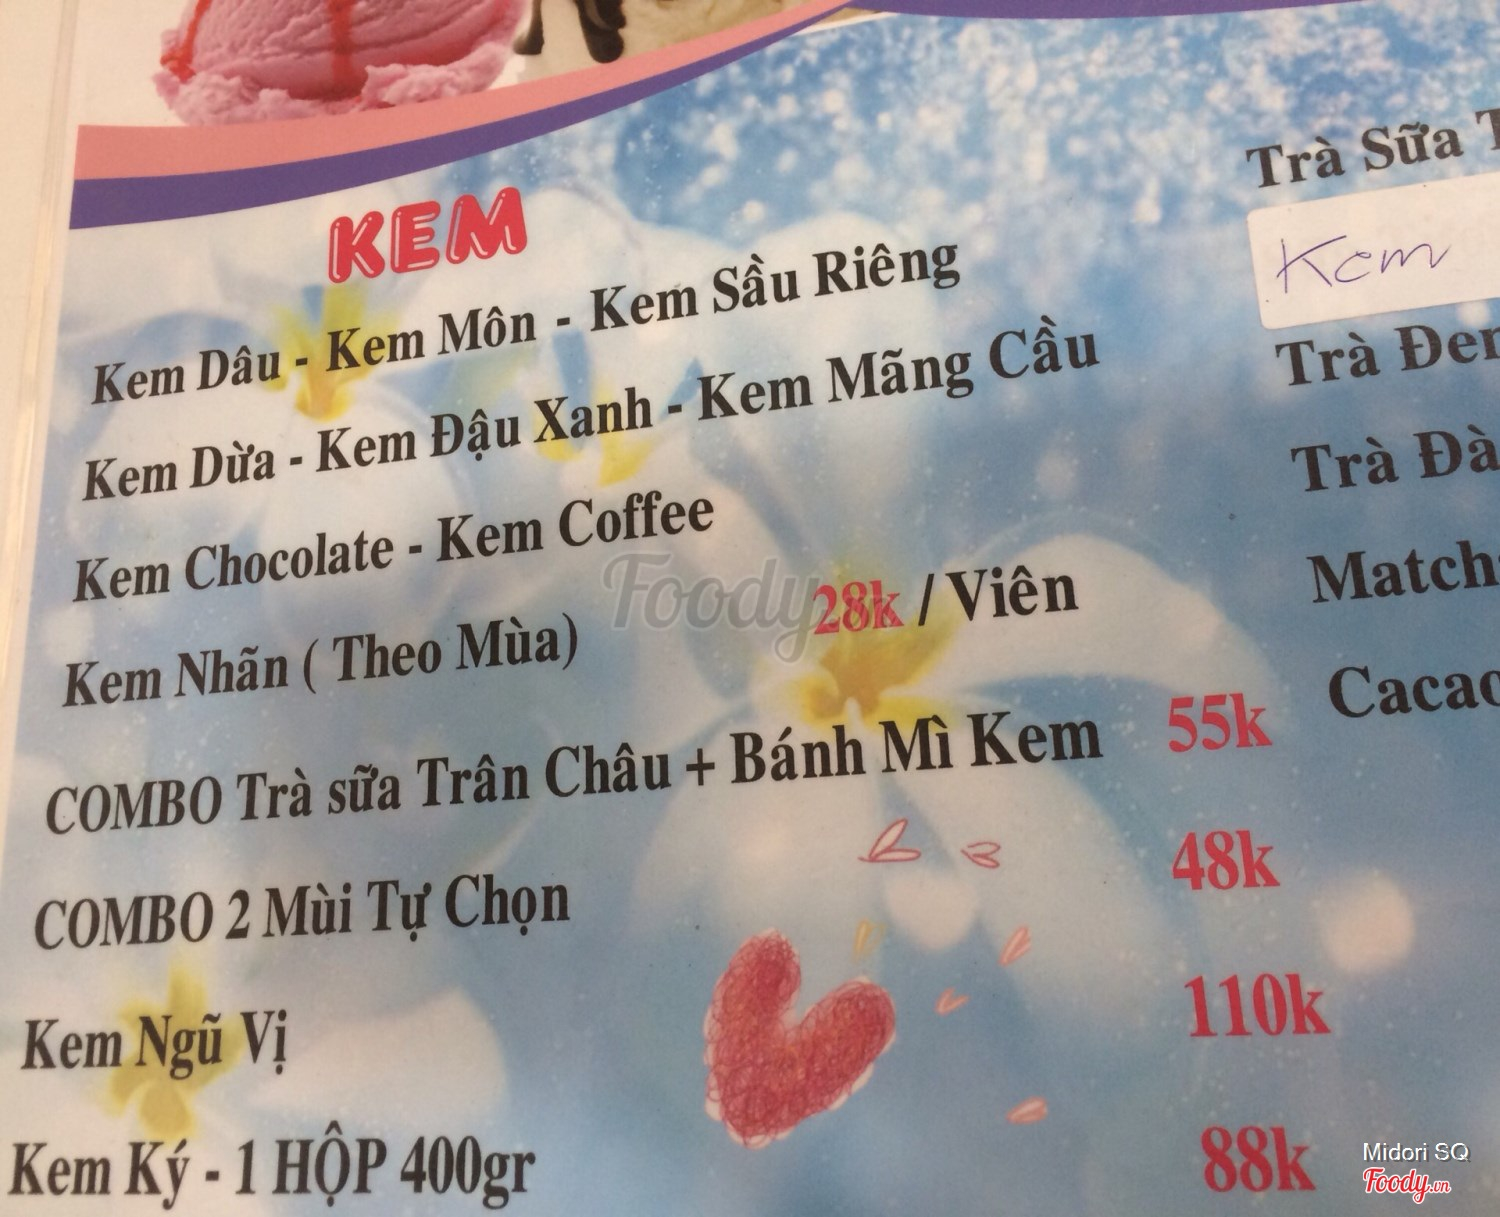 KEM
Kem Dâu - Kem Môn - Kem Sầu Riêng
Kem Dừa - Kem Đậu Xanh - Kem Mãng Cầu
Kem Chocolate - Kem Coffee
Kem Nhãn ( Theo Mùa) 28k / Viên
COMBO Trà sữa Trân Châu + Bánh Mì Kem 55k
COMBO 2 Mùi Tự Chọn 48k
Kem Ngũ Vị 110k
Kem Ký - 1 HỘP 400gr 88k
Trà Sữa T
Kem
Trà Đen
Trà Đà
Matcha
Cacao
Foody.vn
Midori SQ
Foody.vn